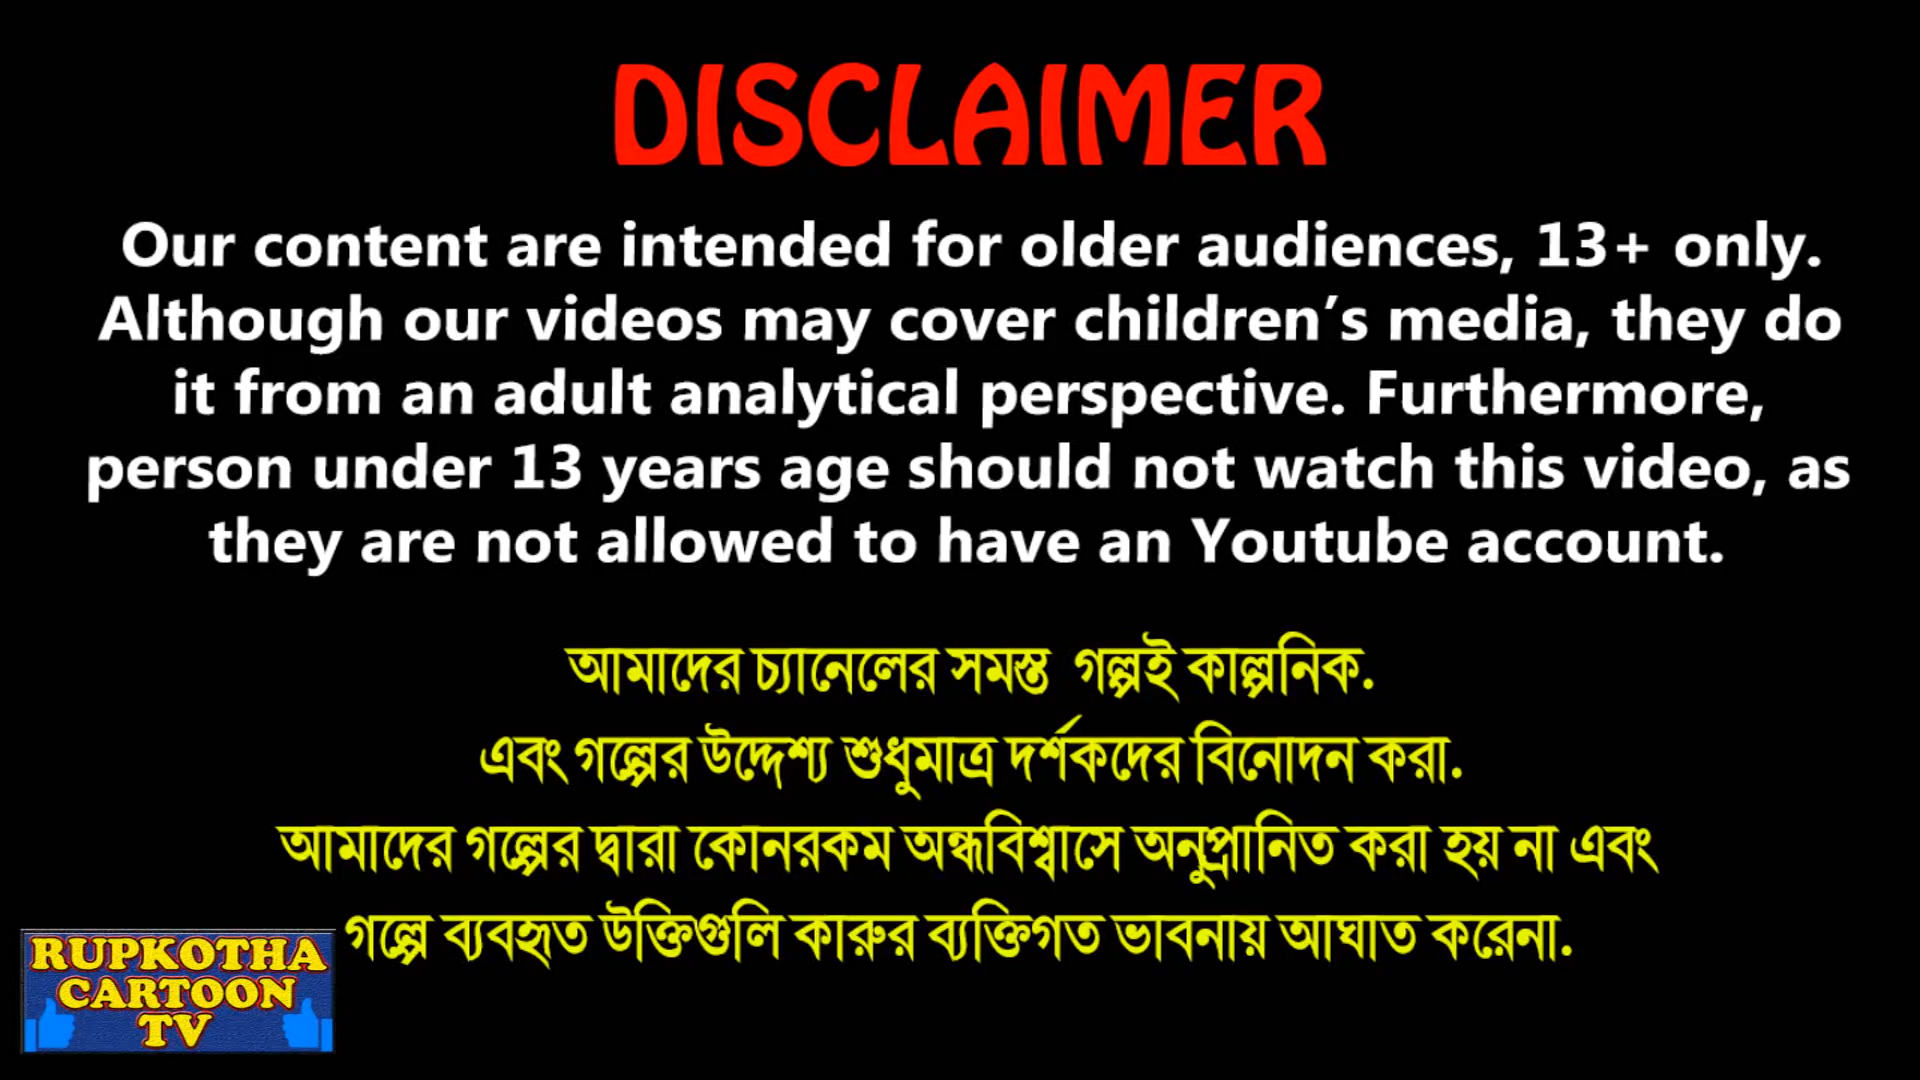 DISCLAIMER
Our content are intended for older audiences, 13+ only.
Although our videos may cover children’s media, they do
it from an adult analytical perspective. Furthermore,
person under 13 years age should not watch this video, as
they are not allowed to have an Youtube account.
আমাদের চ্যানেলের সমস্ত গল্পই কাল্পনিক.
এবং গল্পের উদ্দেশ্য শুধুমাত্র দর্শকদের বিনোদন করা.
আমাদের গল্পের দ্বারা কোনরকম অন্ধবিশ্বাসে অনুপ্রানিত করা হয় না এবং
গল্পে ব্যবহৃত উক্তিগুলি কারুর ব্যক্তিগত ভাবনায় আঘাত করেনা.
RUPKOTHA
CARTOON
TV